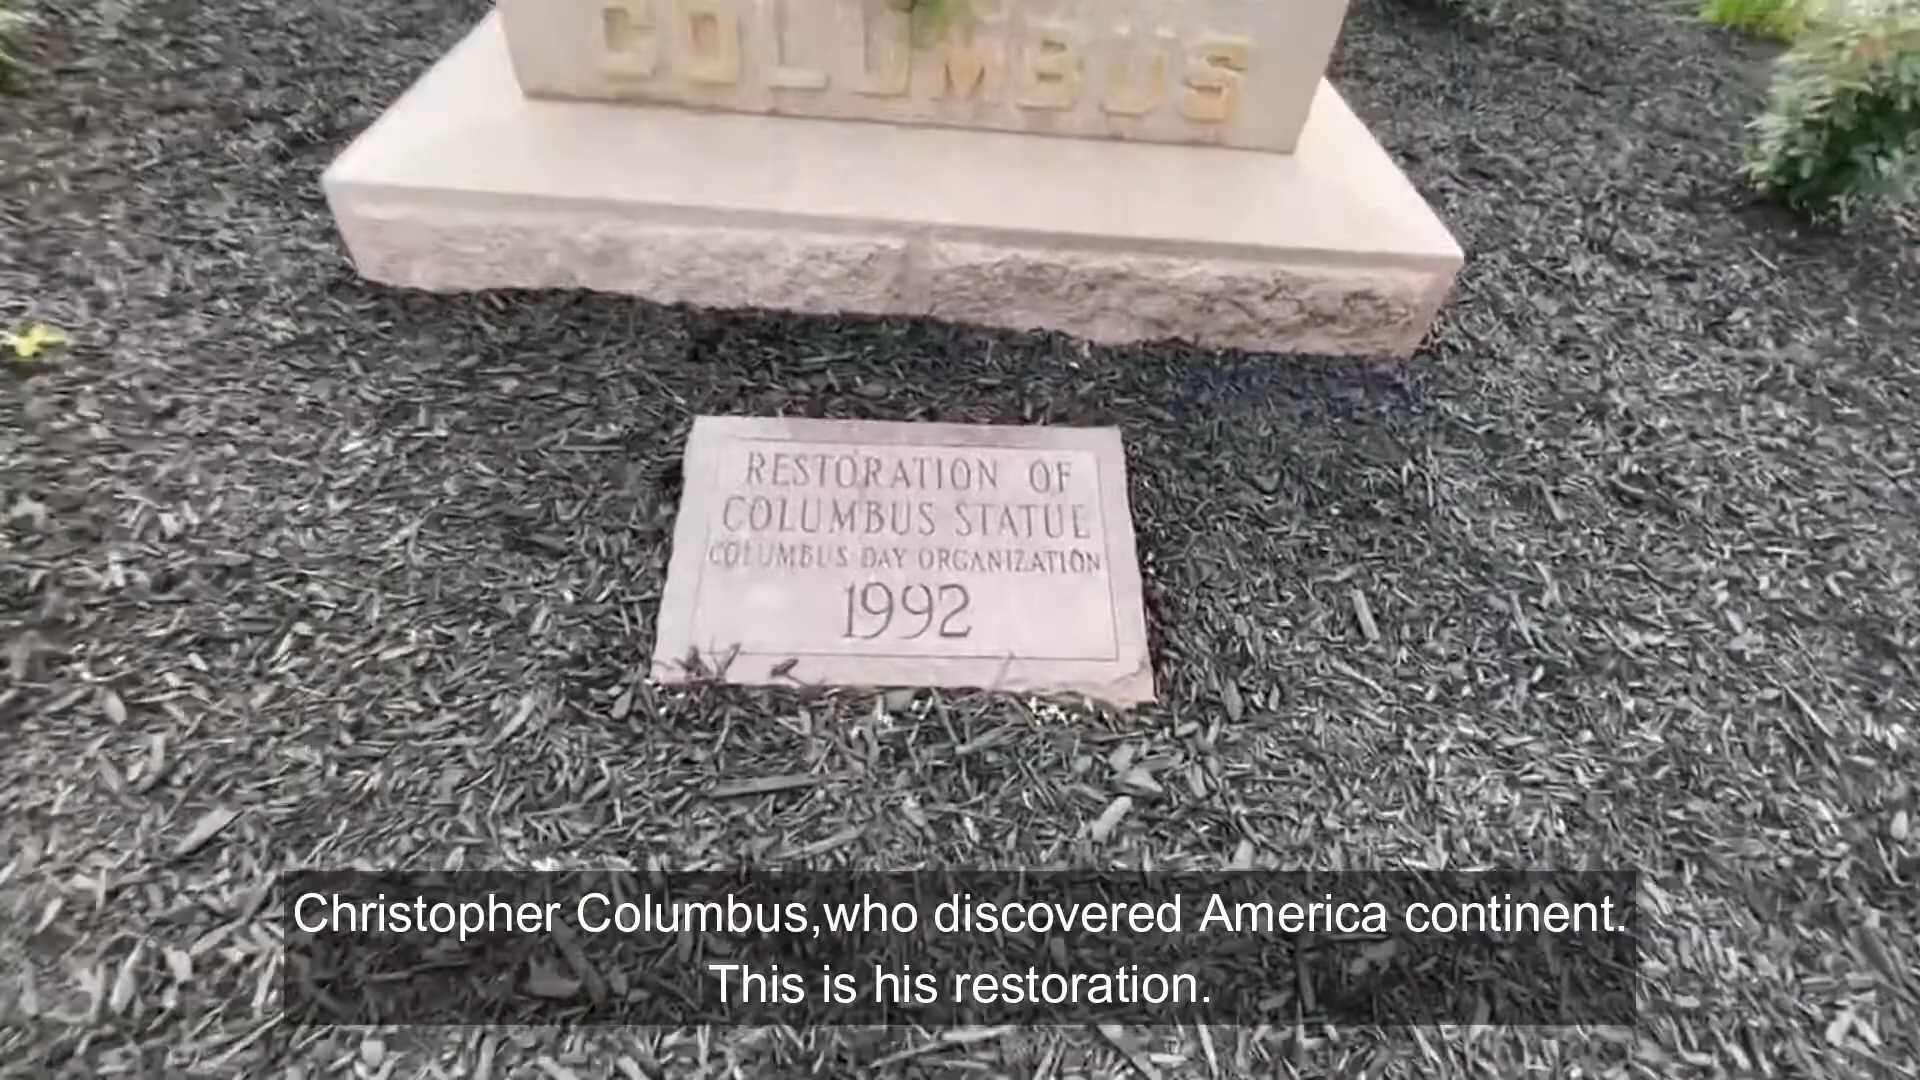 COLUMBUS
RESTORATION OF
COLUMBUS STATUE
COLUMBUS DAY ORGANIZATION
1992
Christopher Columbus,who discovered America continent.
This is his restoration.